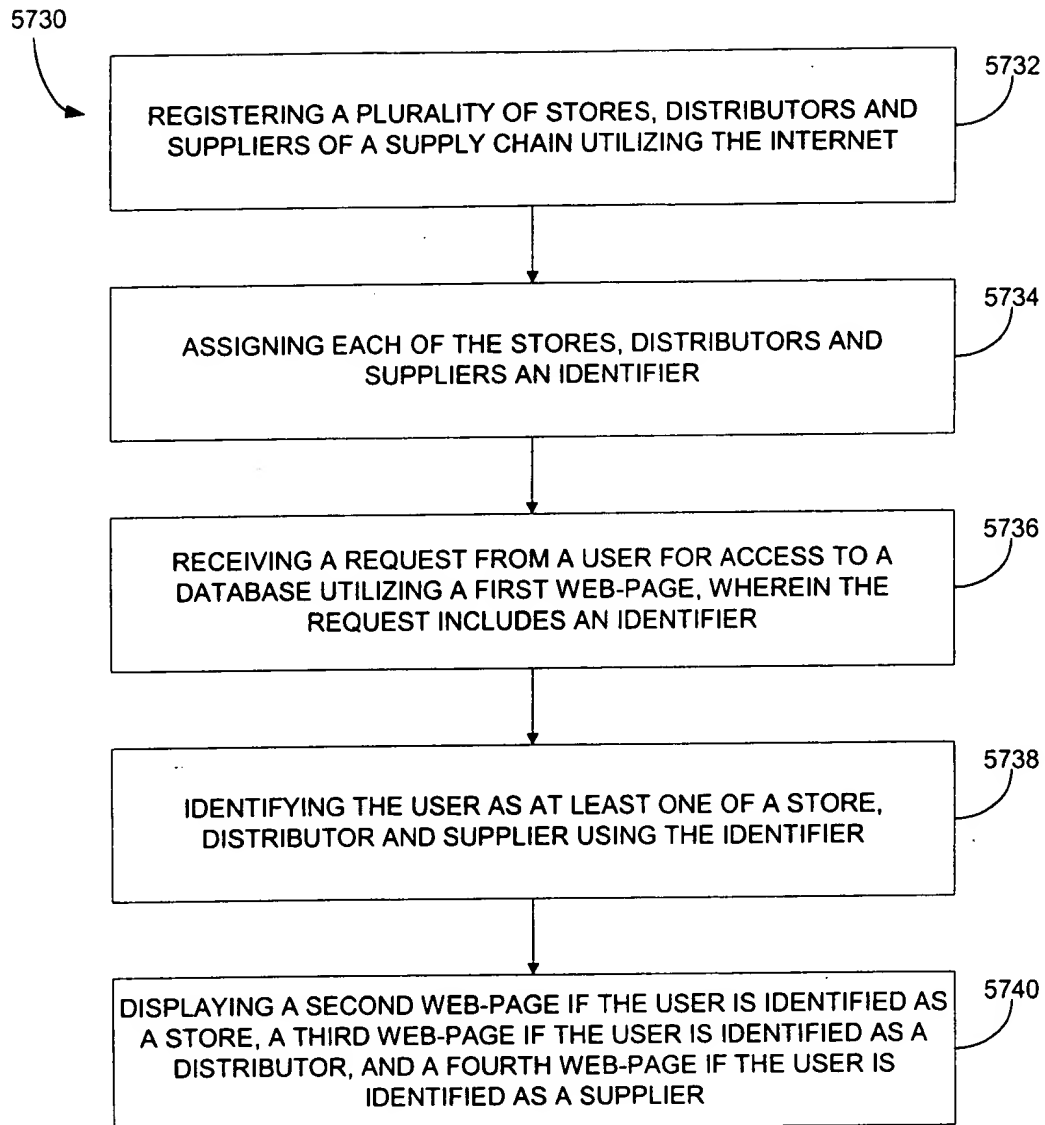 5730
5732
REGISTERING A PLURALITY OF STORES, DISTRIBUTORS AND
SUPPLIERS OF A SUPPLY CHAIN UTILIZING THE INTERNET
5734
ASSIGNING EACH OF THE STORES, DISTRIBUTORS AND
SUPPLIERS AN IDENTIFIER
5736
RECEIVING A REQUEST FROM A USER FOR ACCESS TO A
DATABASE UTILIZING A FIRST WEB-PAGE, WHEREIN THE
REQUEST INCLUDES AN IDENTIFIER
5738
IDENTIFYING THE USER AS AT LEAST ONE OF A STORE,
DISTRIBUTOR AND SUPPLIER USING THE IDENTIFIER
5740
DISPLAYING A SECOND WEB-PAGE IF THE USER IS IDENTIFIED AS
A STORE, A THIRD WEB-PAGE IF THE USER IS IDENTIFIED AS A
DISTRIBUTOR, AND A FOURTH WEB-PAGE IF THE USER IS
IDENTIFIED AS A SUPPLIER